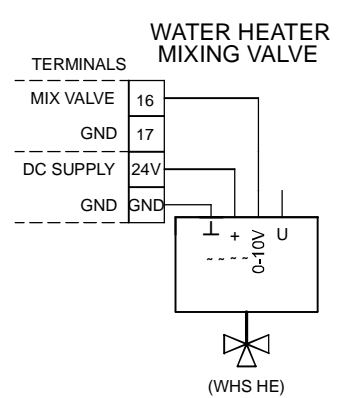 WATER HEATER
MIXING VALVE
TERMINALS
MIX VALVE 16
GND 17
DC SUPPLY 24V
GND GND
⊥ + 0-10V U
~ ~ ~ ~
(WHS HE)